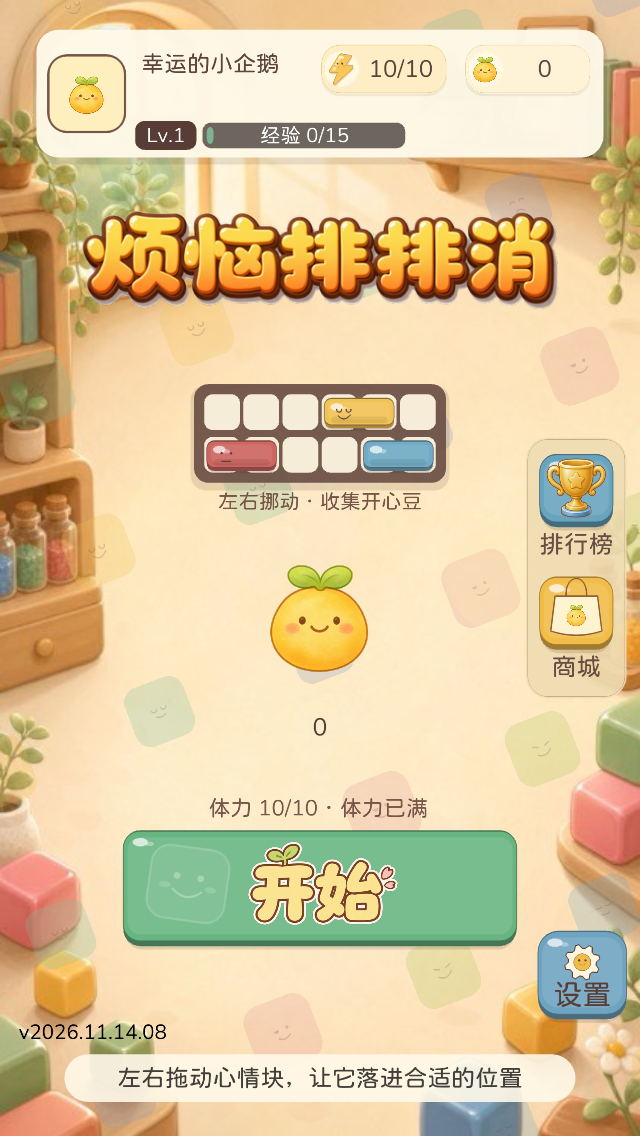 幸运的小企鹅
10/10
0
Lv.1
经验 0/15
烦恼排排消
左右挪动 · 收集开心豆
排行榜
商城
0
体力 10/10 · 体力已满
开始
设置
v2026.11.14.08
左右拖动心情块，让它落进合适的位置